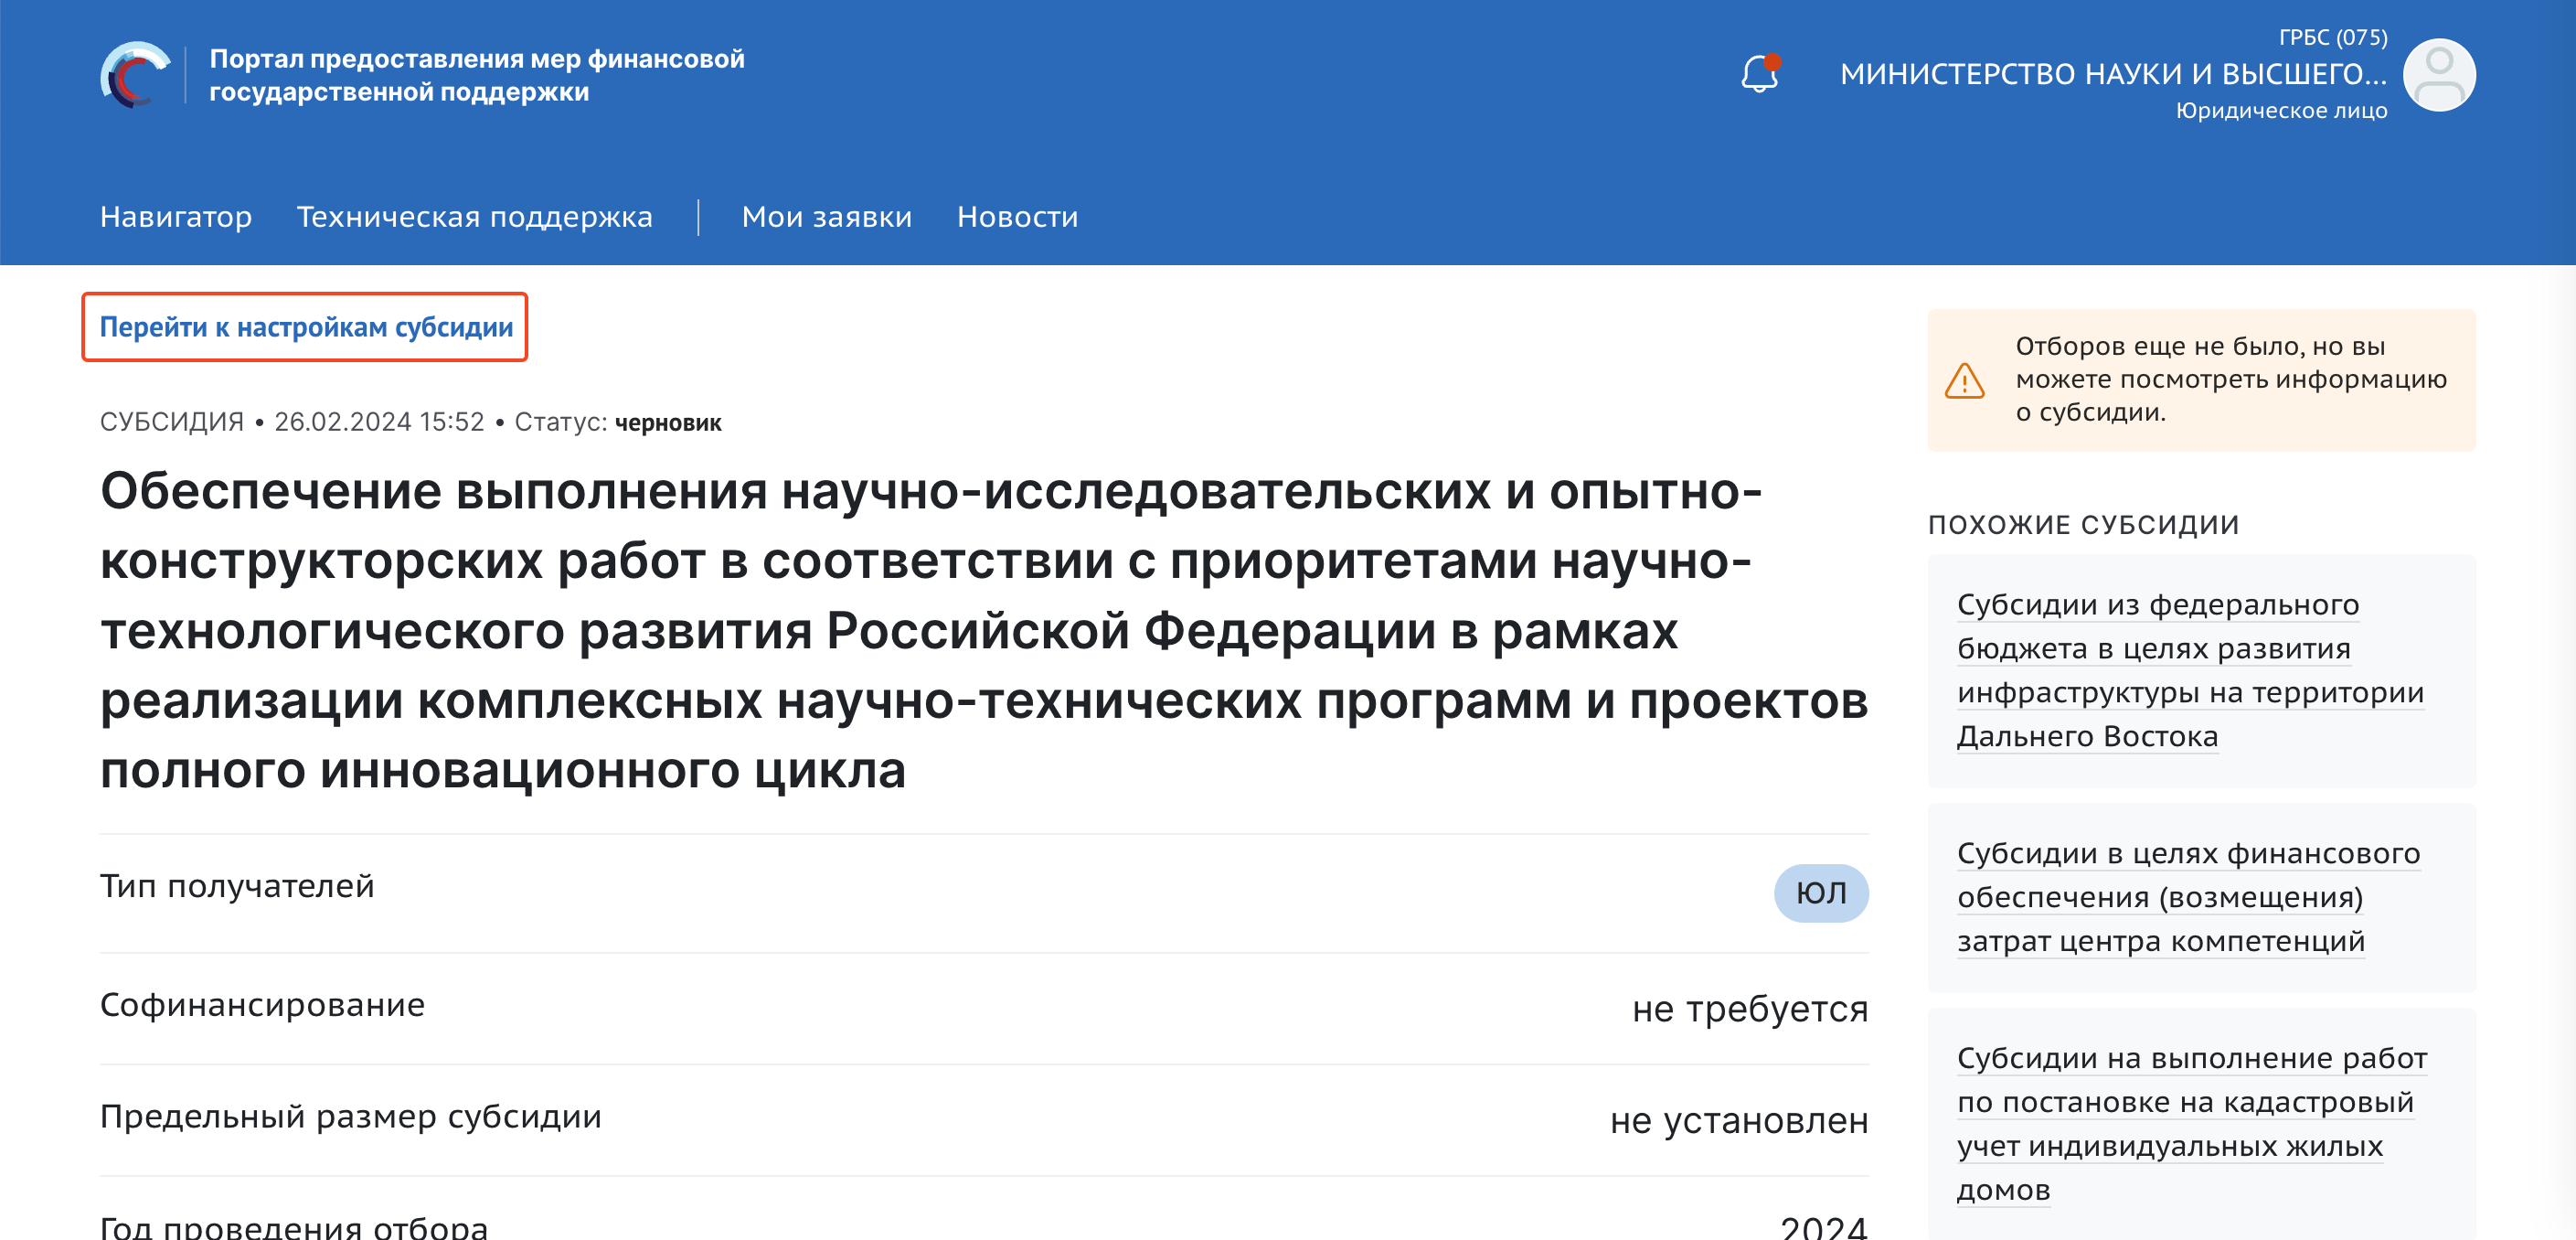 Портал предоставления мер финансовой
государственной поддержки
ГРБС (075)
МИНИСТЕРСТВО НАУКИ И ВЫСШЕГО...
Юридическое лицо
Навигатор Техническая поддержка | Мои заявки Новости
Перейти к настройкам субсидии
СУБСИДИЯ • 26.02.2024 15:52 • Статус: черновик
Обеспечение выполнения научно-исследовательских и опытно-
конструкторских работ в соответствии с приоритетами научно-
технологического развития Российской Федерации в рамках
реализации комплексных научно-технических программ и проектов
полного инновационного цикла
Тип получателей ЮЛ
Софинансирование не требуется
Предельный размер субсидии не установлен
Год проведения отбора 2024
Отборов еще не было, но вы
можете посмотреть информацию
о субсидии.
ПОХОЖИЕ СУБСИДИИ
Субсидии из федерального
бюджета в целях развития
инфраструктуры на территории
Дальнего Востока
Субсидии в целях финансового
обеспечения (возмещения)
затрат центра компетенций
Субсидии на выполнение работ
по постановке на кадастровый
учет индивидуальных жилых
домов